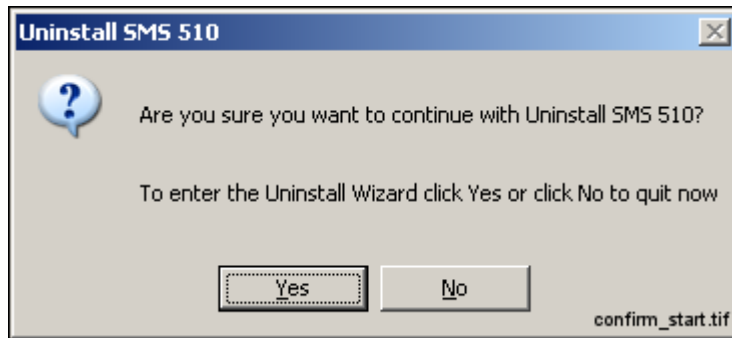 Uninstall SMS 510
Are you sure you want to continue with Uninstall SMS 510?
To enter the Uninstall Wizard click Yes or click No to quit now
Yes
No
confirm_start.tif